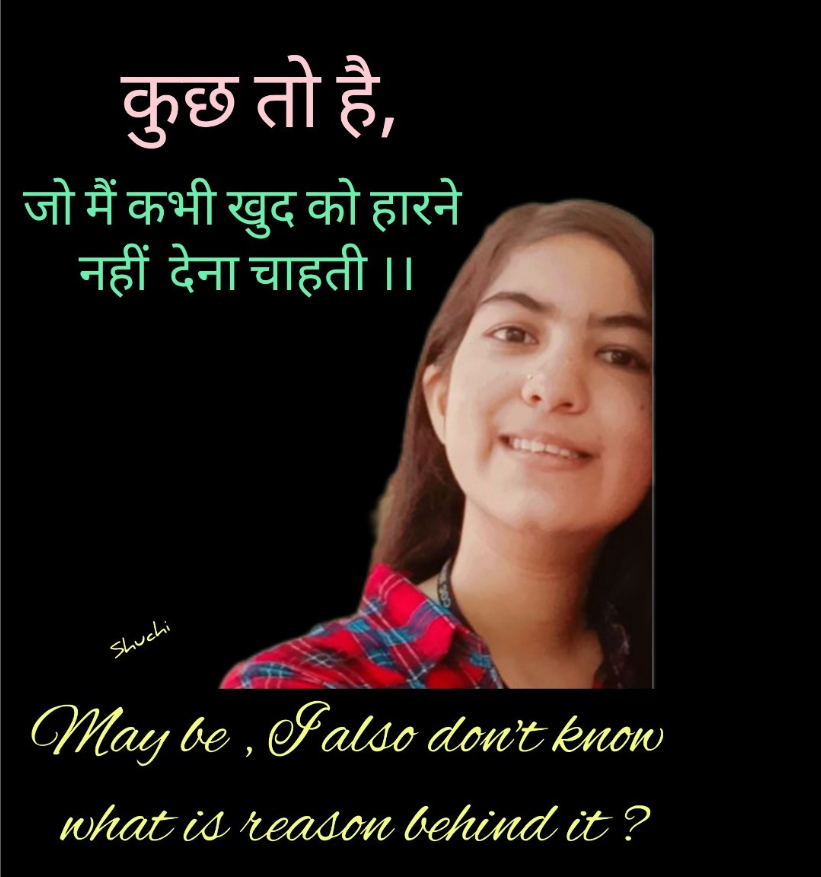 कुछ तो है,
जो मैं कभी खुद को हारने
नहीं देना चाहती ।।
Shuchi
May be , I also don't know
what is reason behind it ?